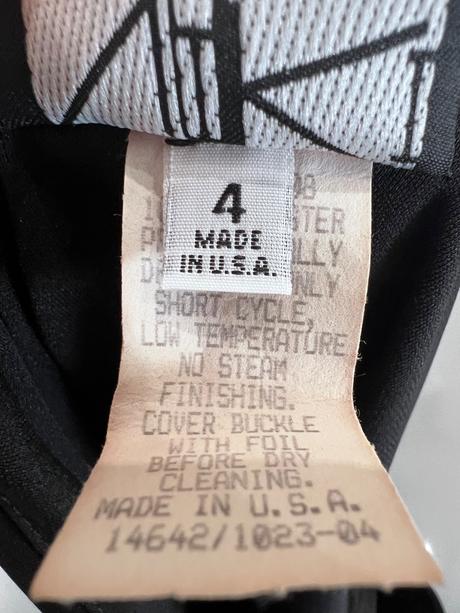 4
MADE
IN U.S.A.
SHORT CYCLE,
LOW TEMPERATURE
NO STEAM
FINISHING.
COVER BUCKLE
WITH FOIL
BEFORE DRY
CLEANING.
MADE IN U.S.A.
14642/1023-04